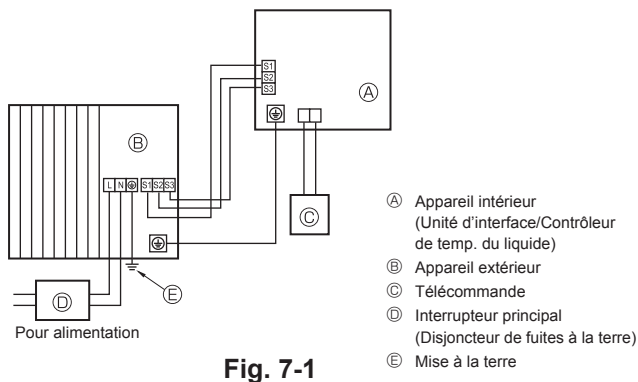 S1
S2
S3
Ⓐ
Ⓑ
L N S1 S2 S3
Ⓒ
Ⓓ
Ⓔ
Pour alimentation
Fig. 7-1
Ⓐ Appareil intérieur
(Unité d'interface/Contrôleur
de temp. du liquide)
Ⓑ Appareil extérieur
Ⓒ Télécommande
Ⓓ Interrupteur principal
(Disjoncteur de fuites à la terre)
Ⓔ Mise à la terre